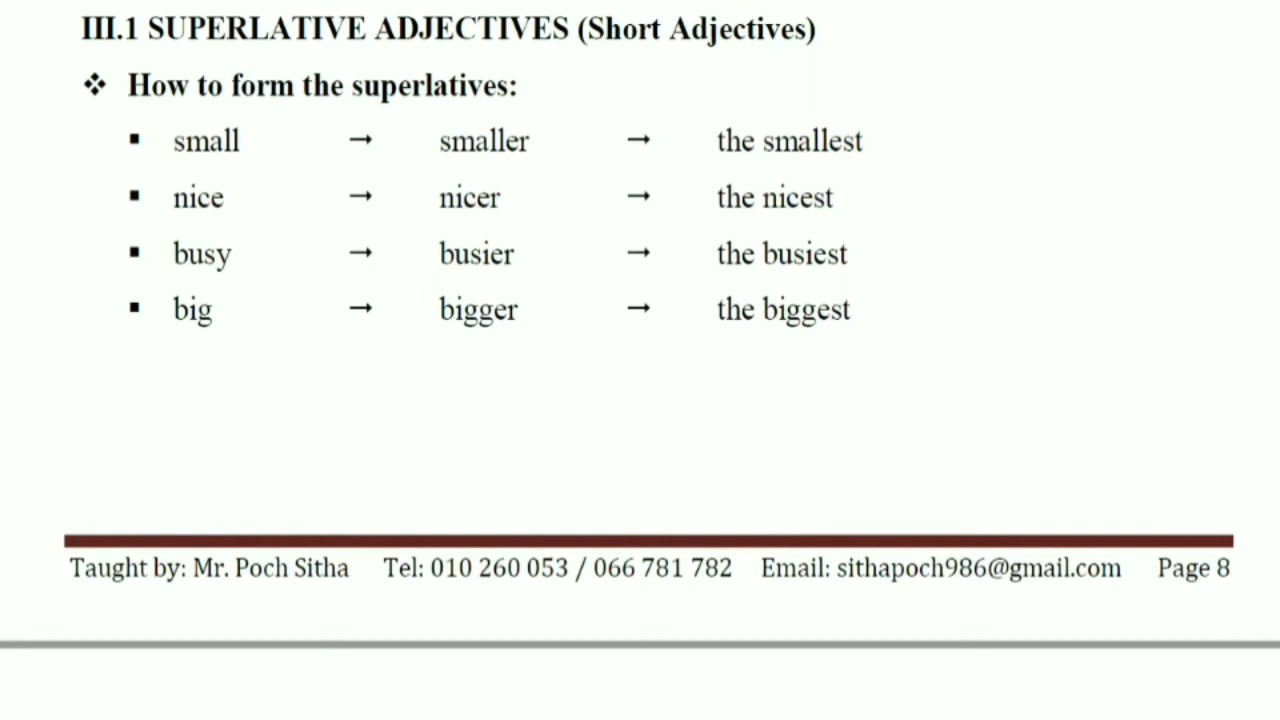 III.1 SUPERLATIVE ADJECTIVES (Short Adjectives)
❖ How to form the superlatives:
▪ small → smaller → the smallest
▪ nice → nicer → the nicest
▪ busy → busier → the busiest
▪ big → bigger → the biggest
Taught by: Mr. Poch Sitha Tel: 010 260 053 / 066 781 782 Email: sithapoch986@gmail.com Page 8